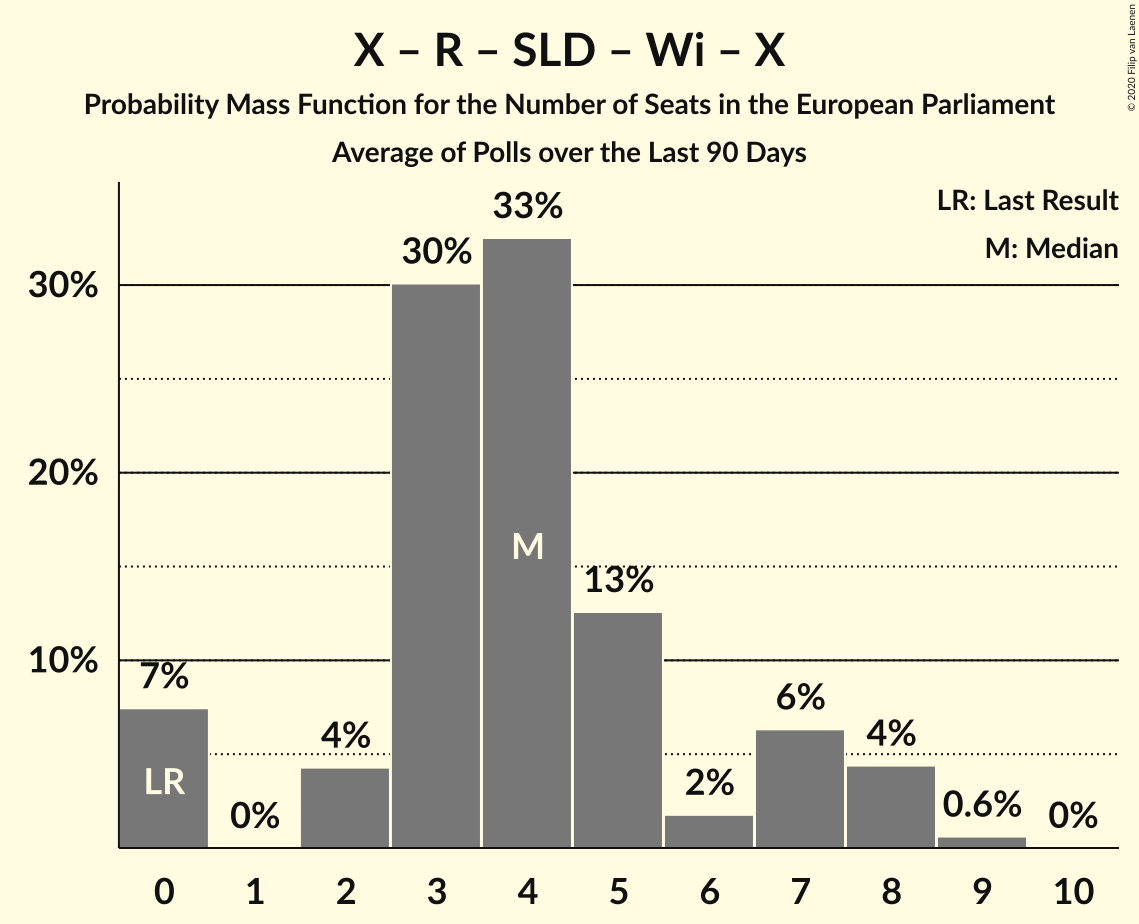 X – R – SLD – Wi – X
Probability Mass Function for the Number of Seats in the European Parliament
Average of Polls over the Last 90 Days
© 2020 Filip van Laenen
LR: Last Result
M: Median
30%
20%
10%
7%
0%
4%
30%
33%
13%
2%
6%
4%
0.6%
0%
LR
M
0 1 2 3 4 5 6 7 8 9 10